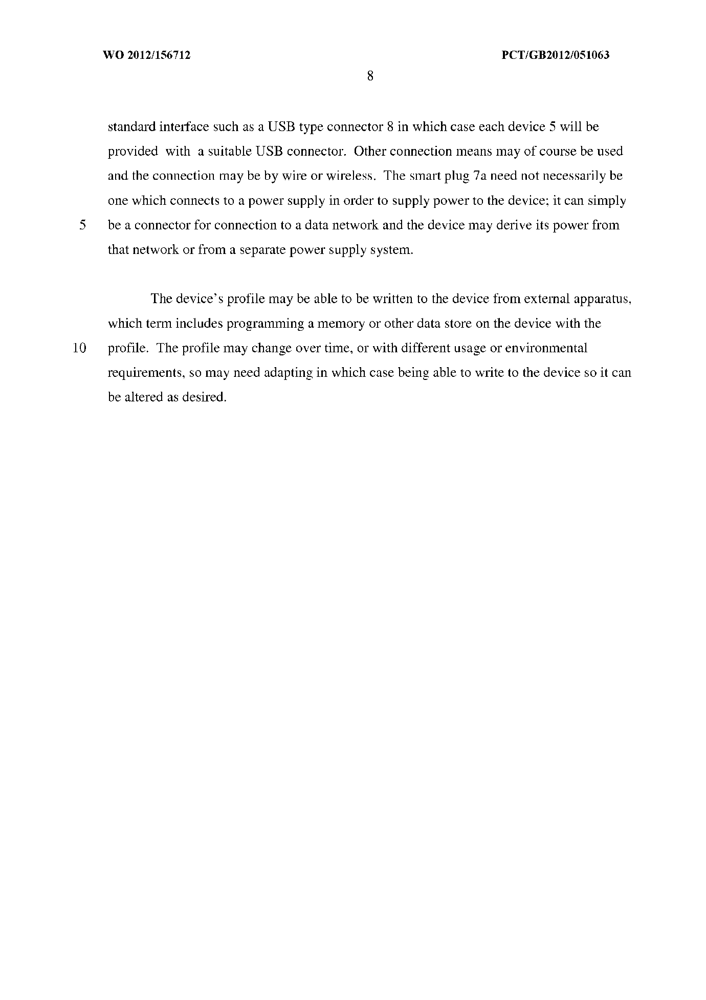 WO 2012/156712 PCT/GB2012/051063
8
standard interface such as a USB type connector 8 in which case each device 5 will be
provided with a suitable USB connector. Other connection means may of course be used
and the connection may be by wire or wireless. The smart plug 7a need not necessarily be
one which connects to a power supply in order to supply power to the device; it can simply
5 be a connector for connection to a data network and the device may derive its power from
that network or from a separate power supply system.
The device’s profile may be able to be written to the device from external apparatus,
which term includes programming a memory or other data store on the device with the
10 profile. The profile may change over time, or with different usage or environmental
requirements, so may need adapting in which case being able to write to the device so it can
be altered as desired.